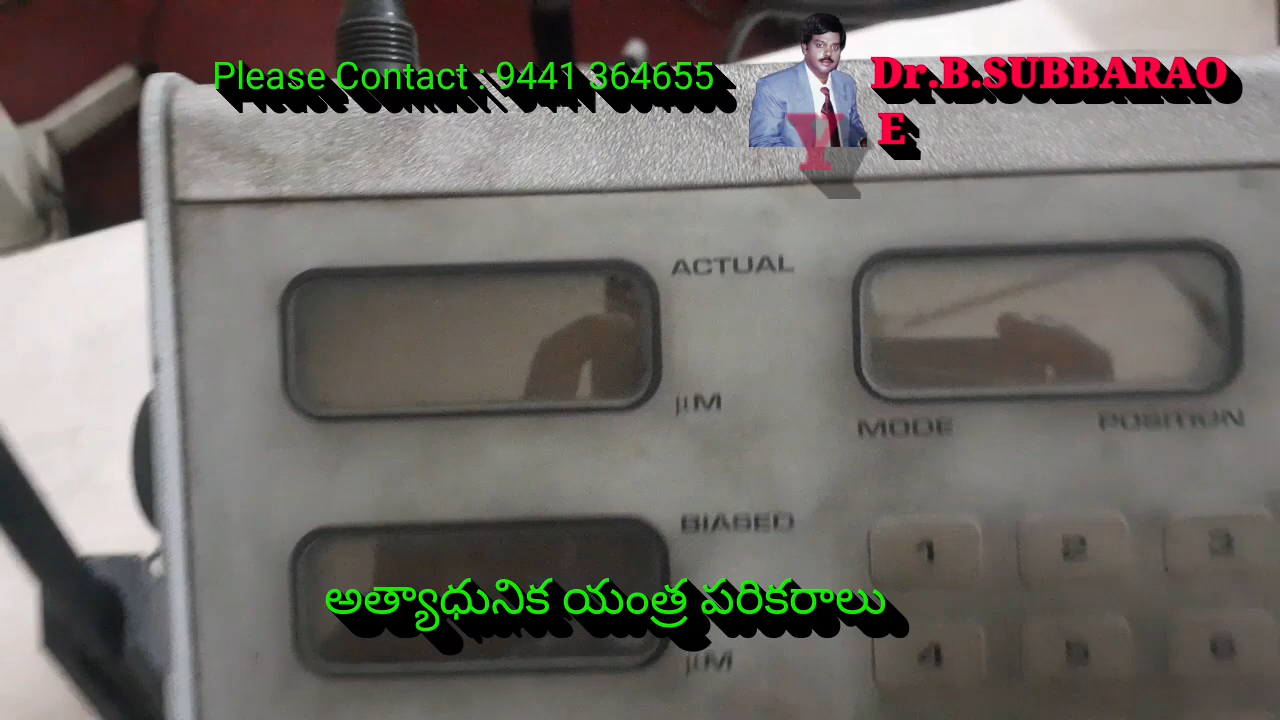 Please Contact : 9441 364655
Dr.B.SUBBARAO
Y E
ACTUAL
µM
MODE POSITION
BIASED
1 2 3
అత్యాధునిక యంత్ర పరికరాలు
4 5 6
µM